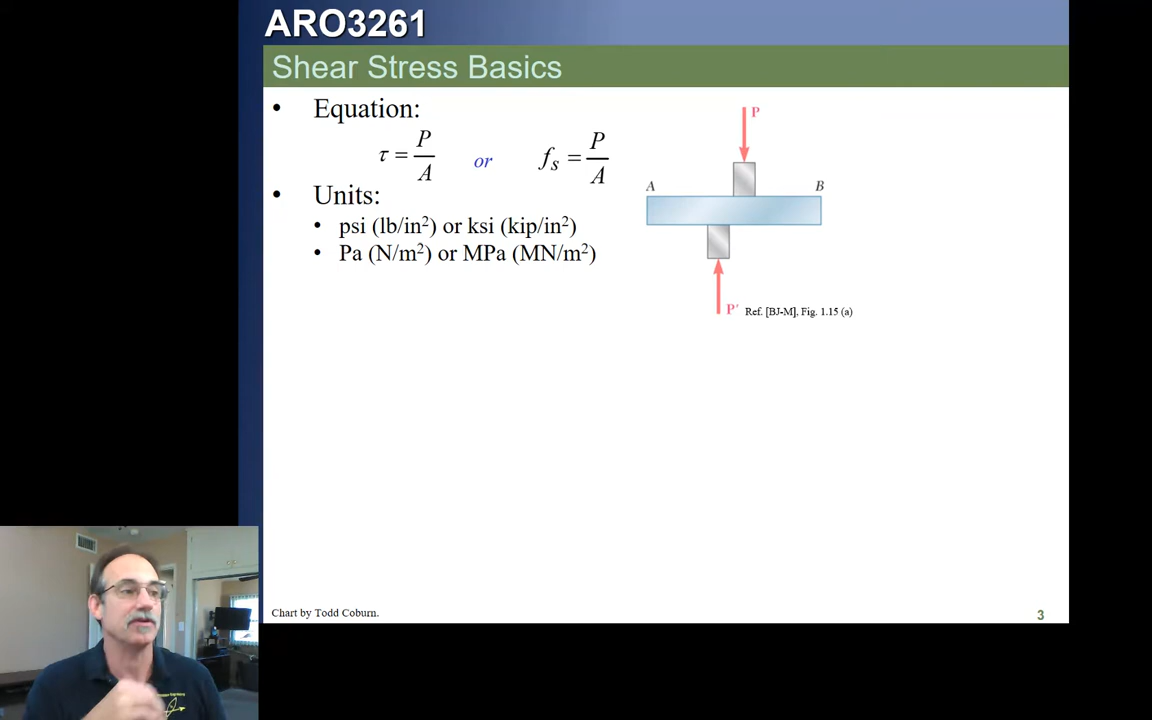 ARO3261
Shear Stress Basics
• Equation:
τ = P/A or fₛ = P/A
P
A B
• Units:
• psi (lb/in²) or ksi (kip/in²)
• Pa (N/m²) or MPa (MN/m²)
P′ Ref. [BJ-M], Fig. 1.15 (a)
Chart by Todd Coburn.
3